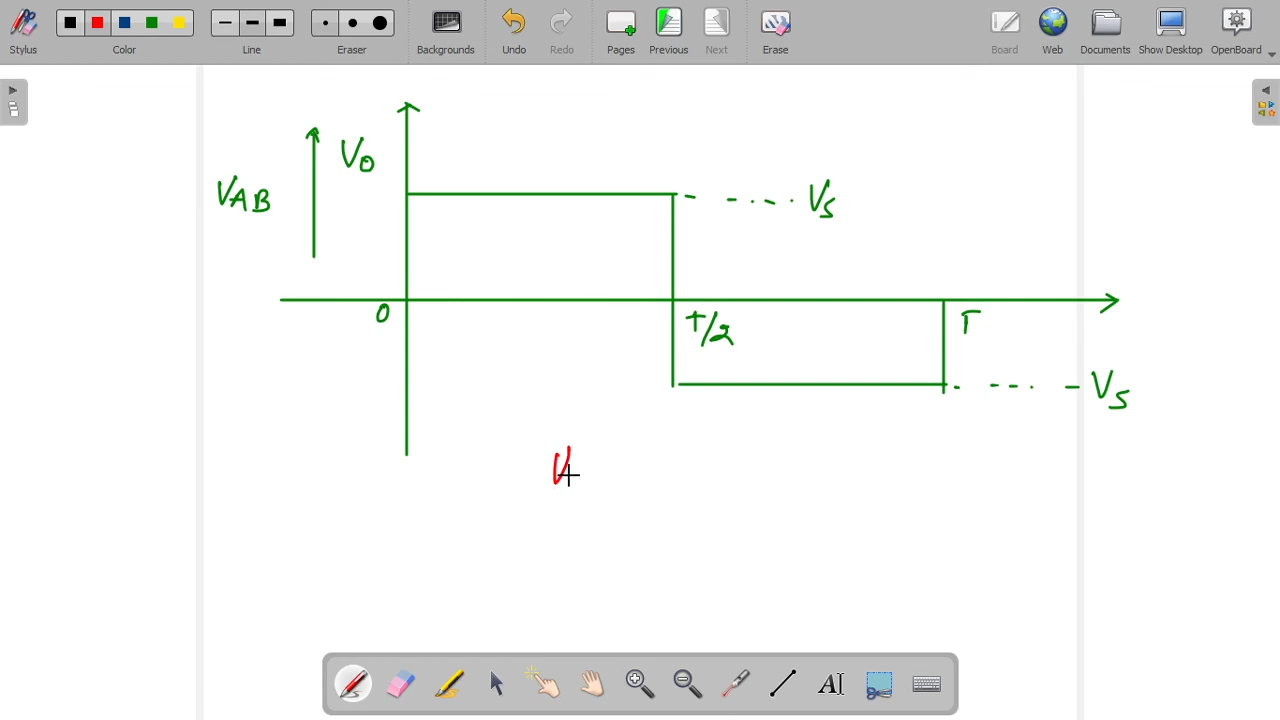 Stylus Color Line Eraser Backgrounds Undo Redo Pages Previous Next Erase Board Web Documents Show Desktop OpenBoard
V0
VAB
VS
0 T/2 T
- VS
V
AI